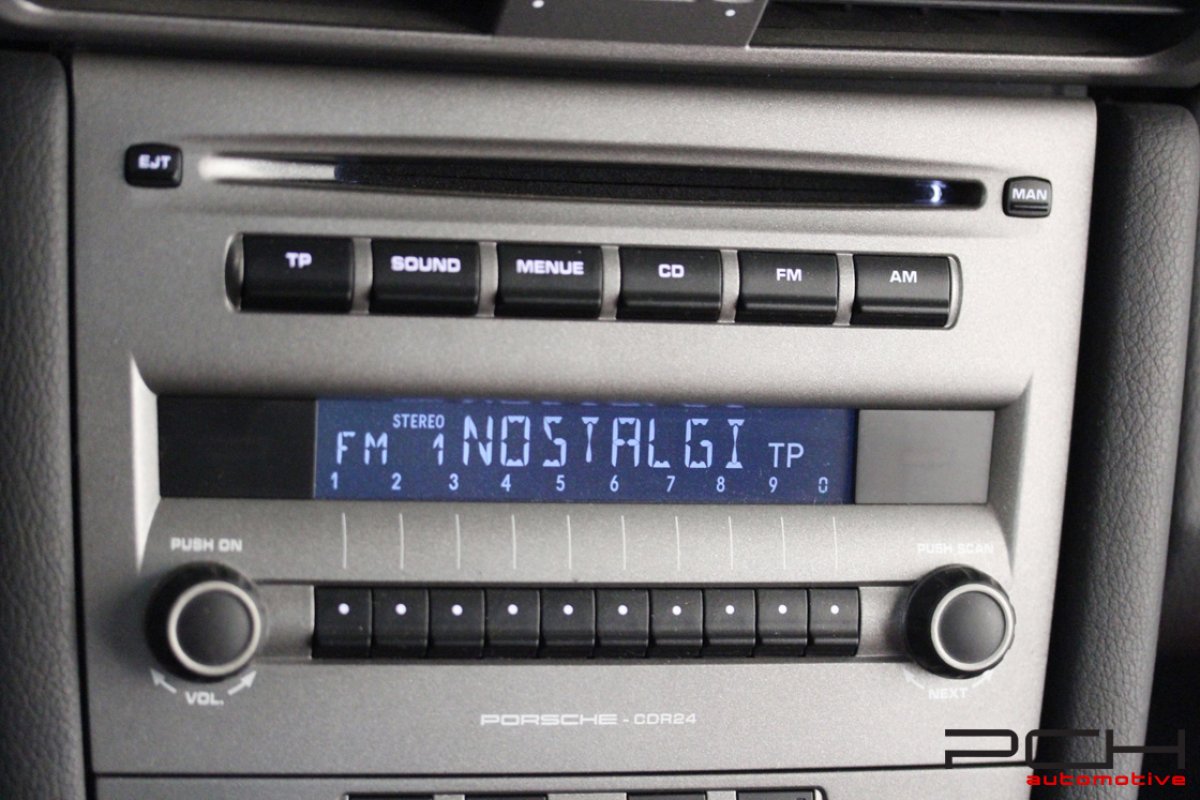 EJT
MAN
TP SOUND MENUE CD FM AM
STEREO
FM 1 NOSTALGI TP
1 2 3 4 5 6 7 8 9 0
PUSH ON
PUSH SCAN
VOL.
NEXT
PORSCHE - CDR24
PCH
automotive